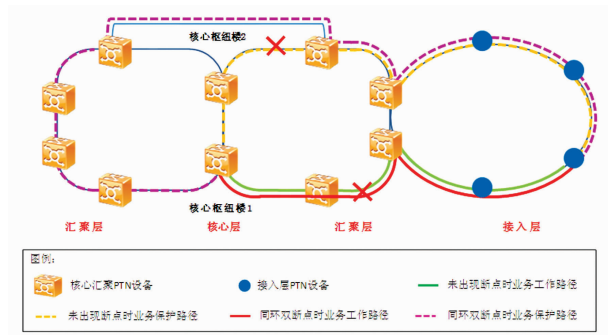 核心枢纽楼2
核心枢纽楼1
汇聚层
核心层
汇聚层
接入层
图例:
核心汇聚PTN设备
接入层PTN设备
未出现断点时业务工作路径
未出现断点时业务保护路径
同环双断点时业务工作路径
同环双断点时业务保护路径